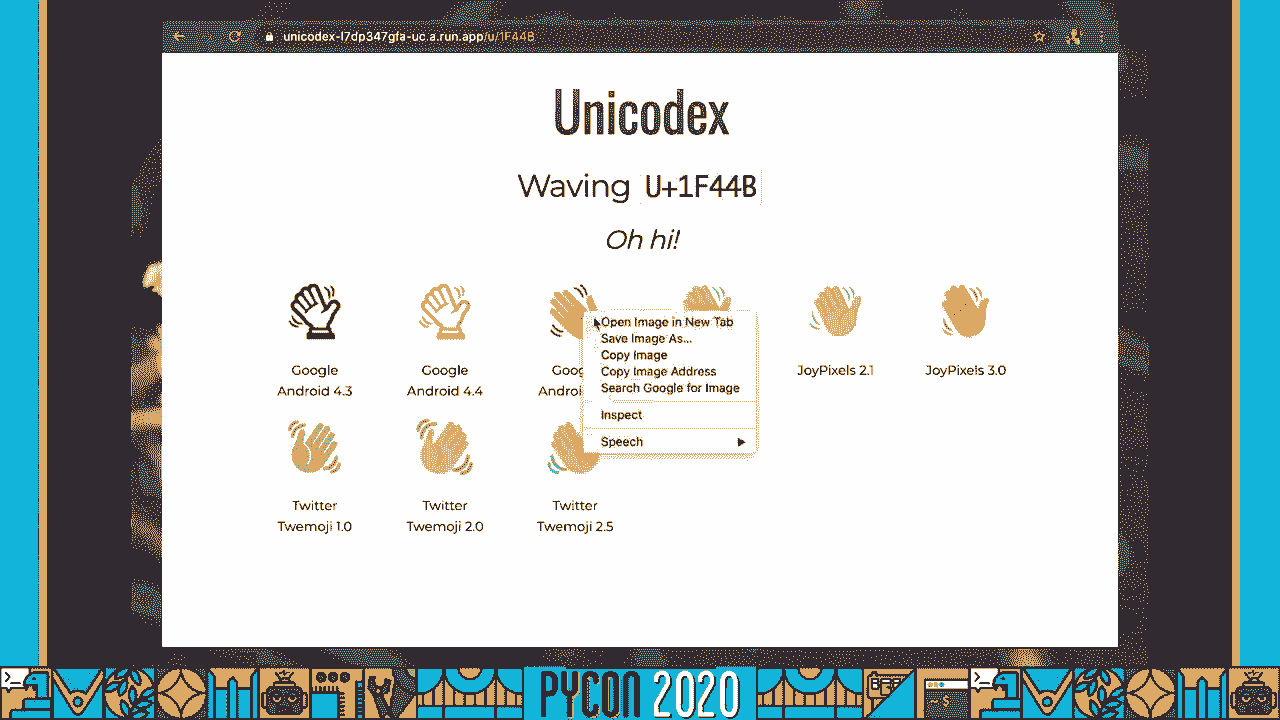 unicodex-l7dp347gfa-uc.a.run.app/u/1F44B
Unicodex
Waving U+1F44B
Oh hi!
Google
Android 4.3
Google
Android 4.4
Goog
Androi
JoyPixels 2.1
JoyPixels 3.0
Open Image in New Tab
Save Image As...
Copy Image
Copy Image Address
Search Google for Image
Inspect
Speech
Twitter
Twemoji 1.0
Twitter
Twemoji 2.0
Twitter
Twemoji 2.5
PYCON 2020